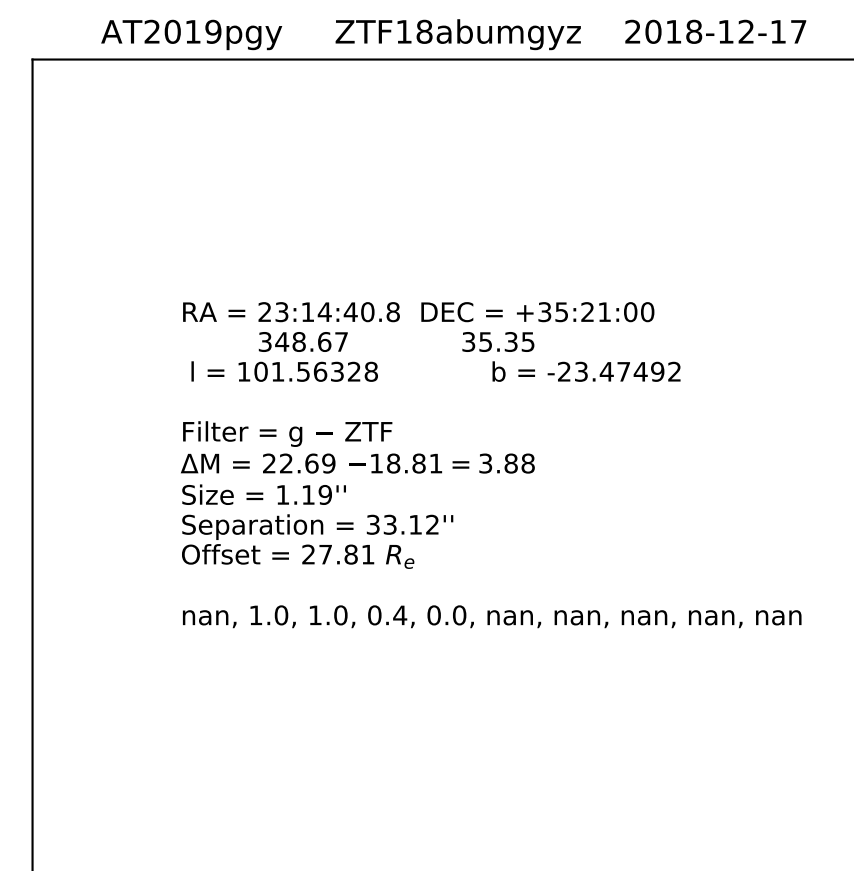 AT2019pgy ZTF18abumgyz 2018-12-17
RA = 23:14:40.8 DEC = +35:21:00
348.67 35.35
l = 101.56328 b = -23.47492
Filter = g − ZTF
ΔM = 22.69 −18.81 = 3.88
Size = 1.19''
Separation = 33.12''
Offset = 27.81 Rₑ
nan, 1.0, 1.0, 0.4, 0.0, nan, nan, nan, nan, nan